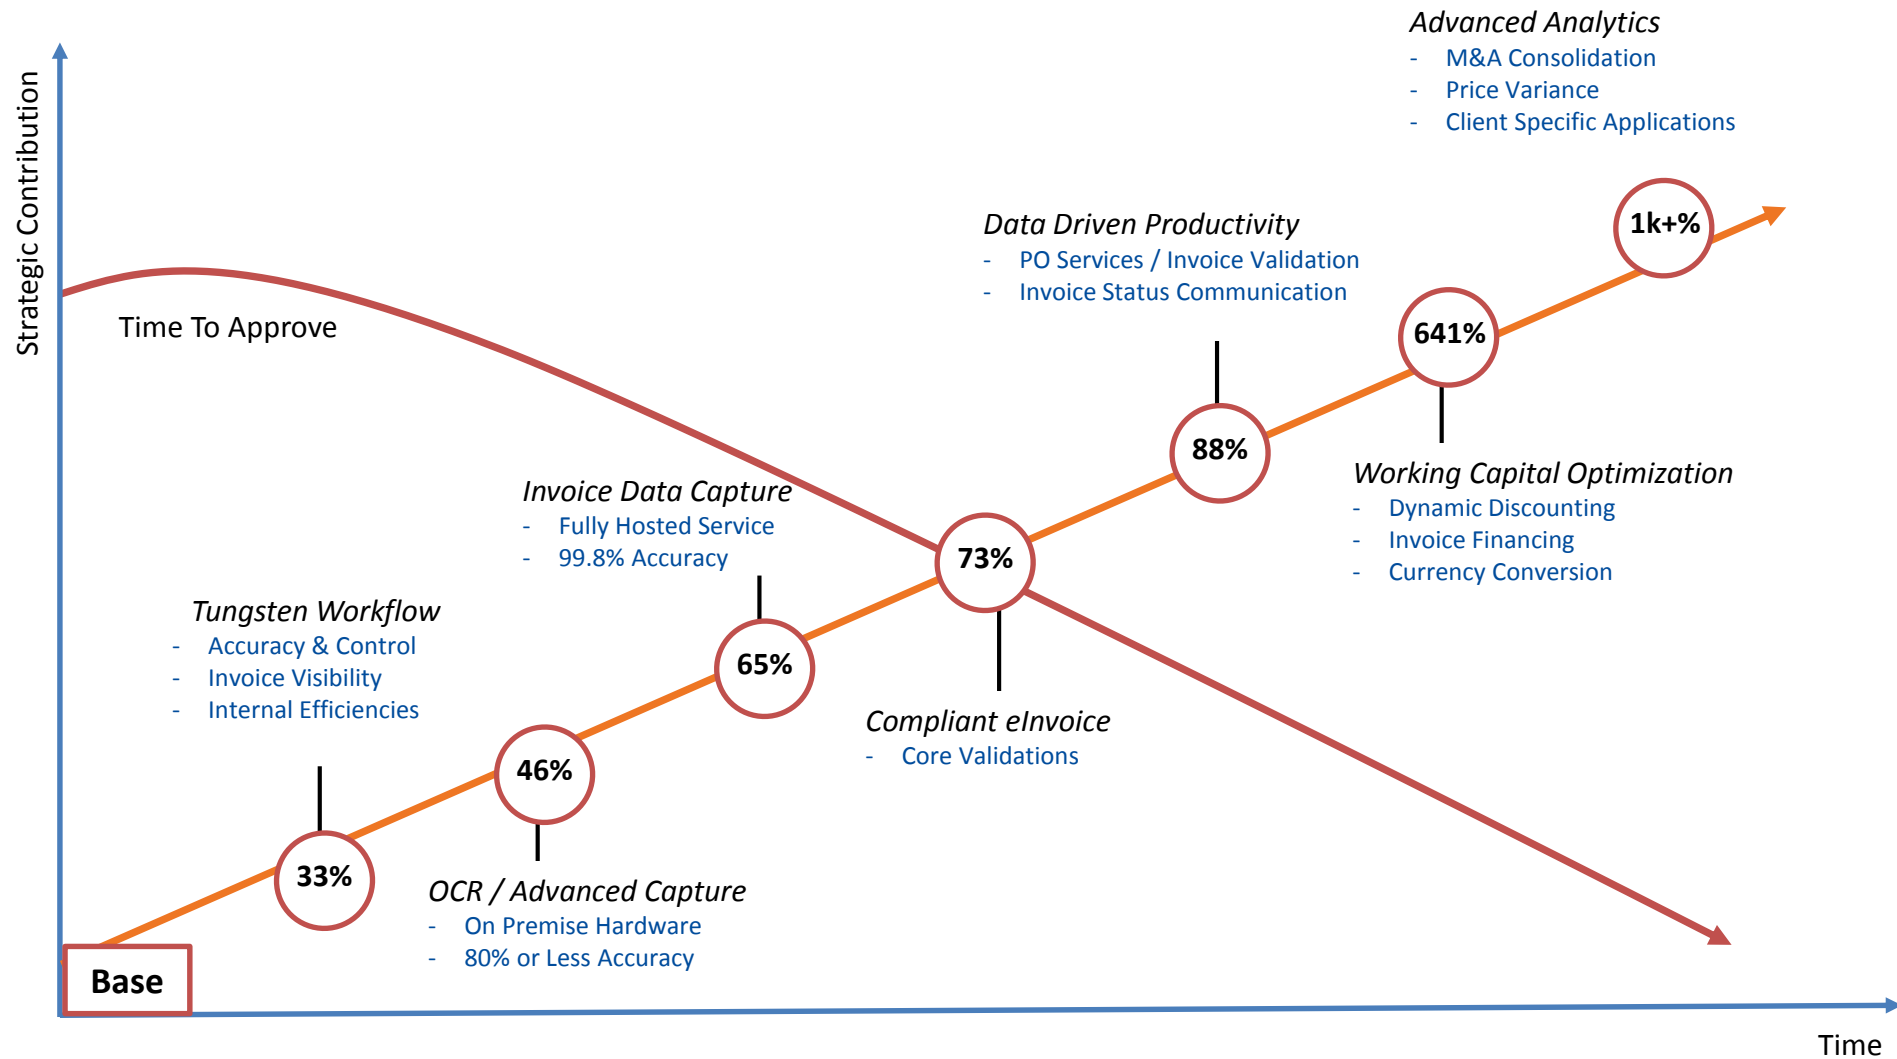 Advanced Analytics
- M&A Consolidation
- Price Variance
- Client Specific Applications
Strategic Contribution
1k+%
Data Driven Productivity
- PO Services / Invoice Validation
- Invoice Status Communication
Time To Approve
641%
88%
Working Capital Optimization
- Dynamic Discounting
- Invoice Financing
- Currency Conversion
Invoice Data Capture
- Fully Hosted Service
- 99.8% Accuracy
73%
Tungsten Workflow
- Accuracy & Control
- Invoice Visibility
- Internal Efficiencies
65%
Compliant eInvoice
- Core Validations
46%
33%
OCR / Advanced Capture
- On Premise Hardware
- 80% or Less Accuracy
Base
Time